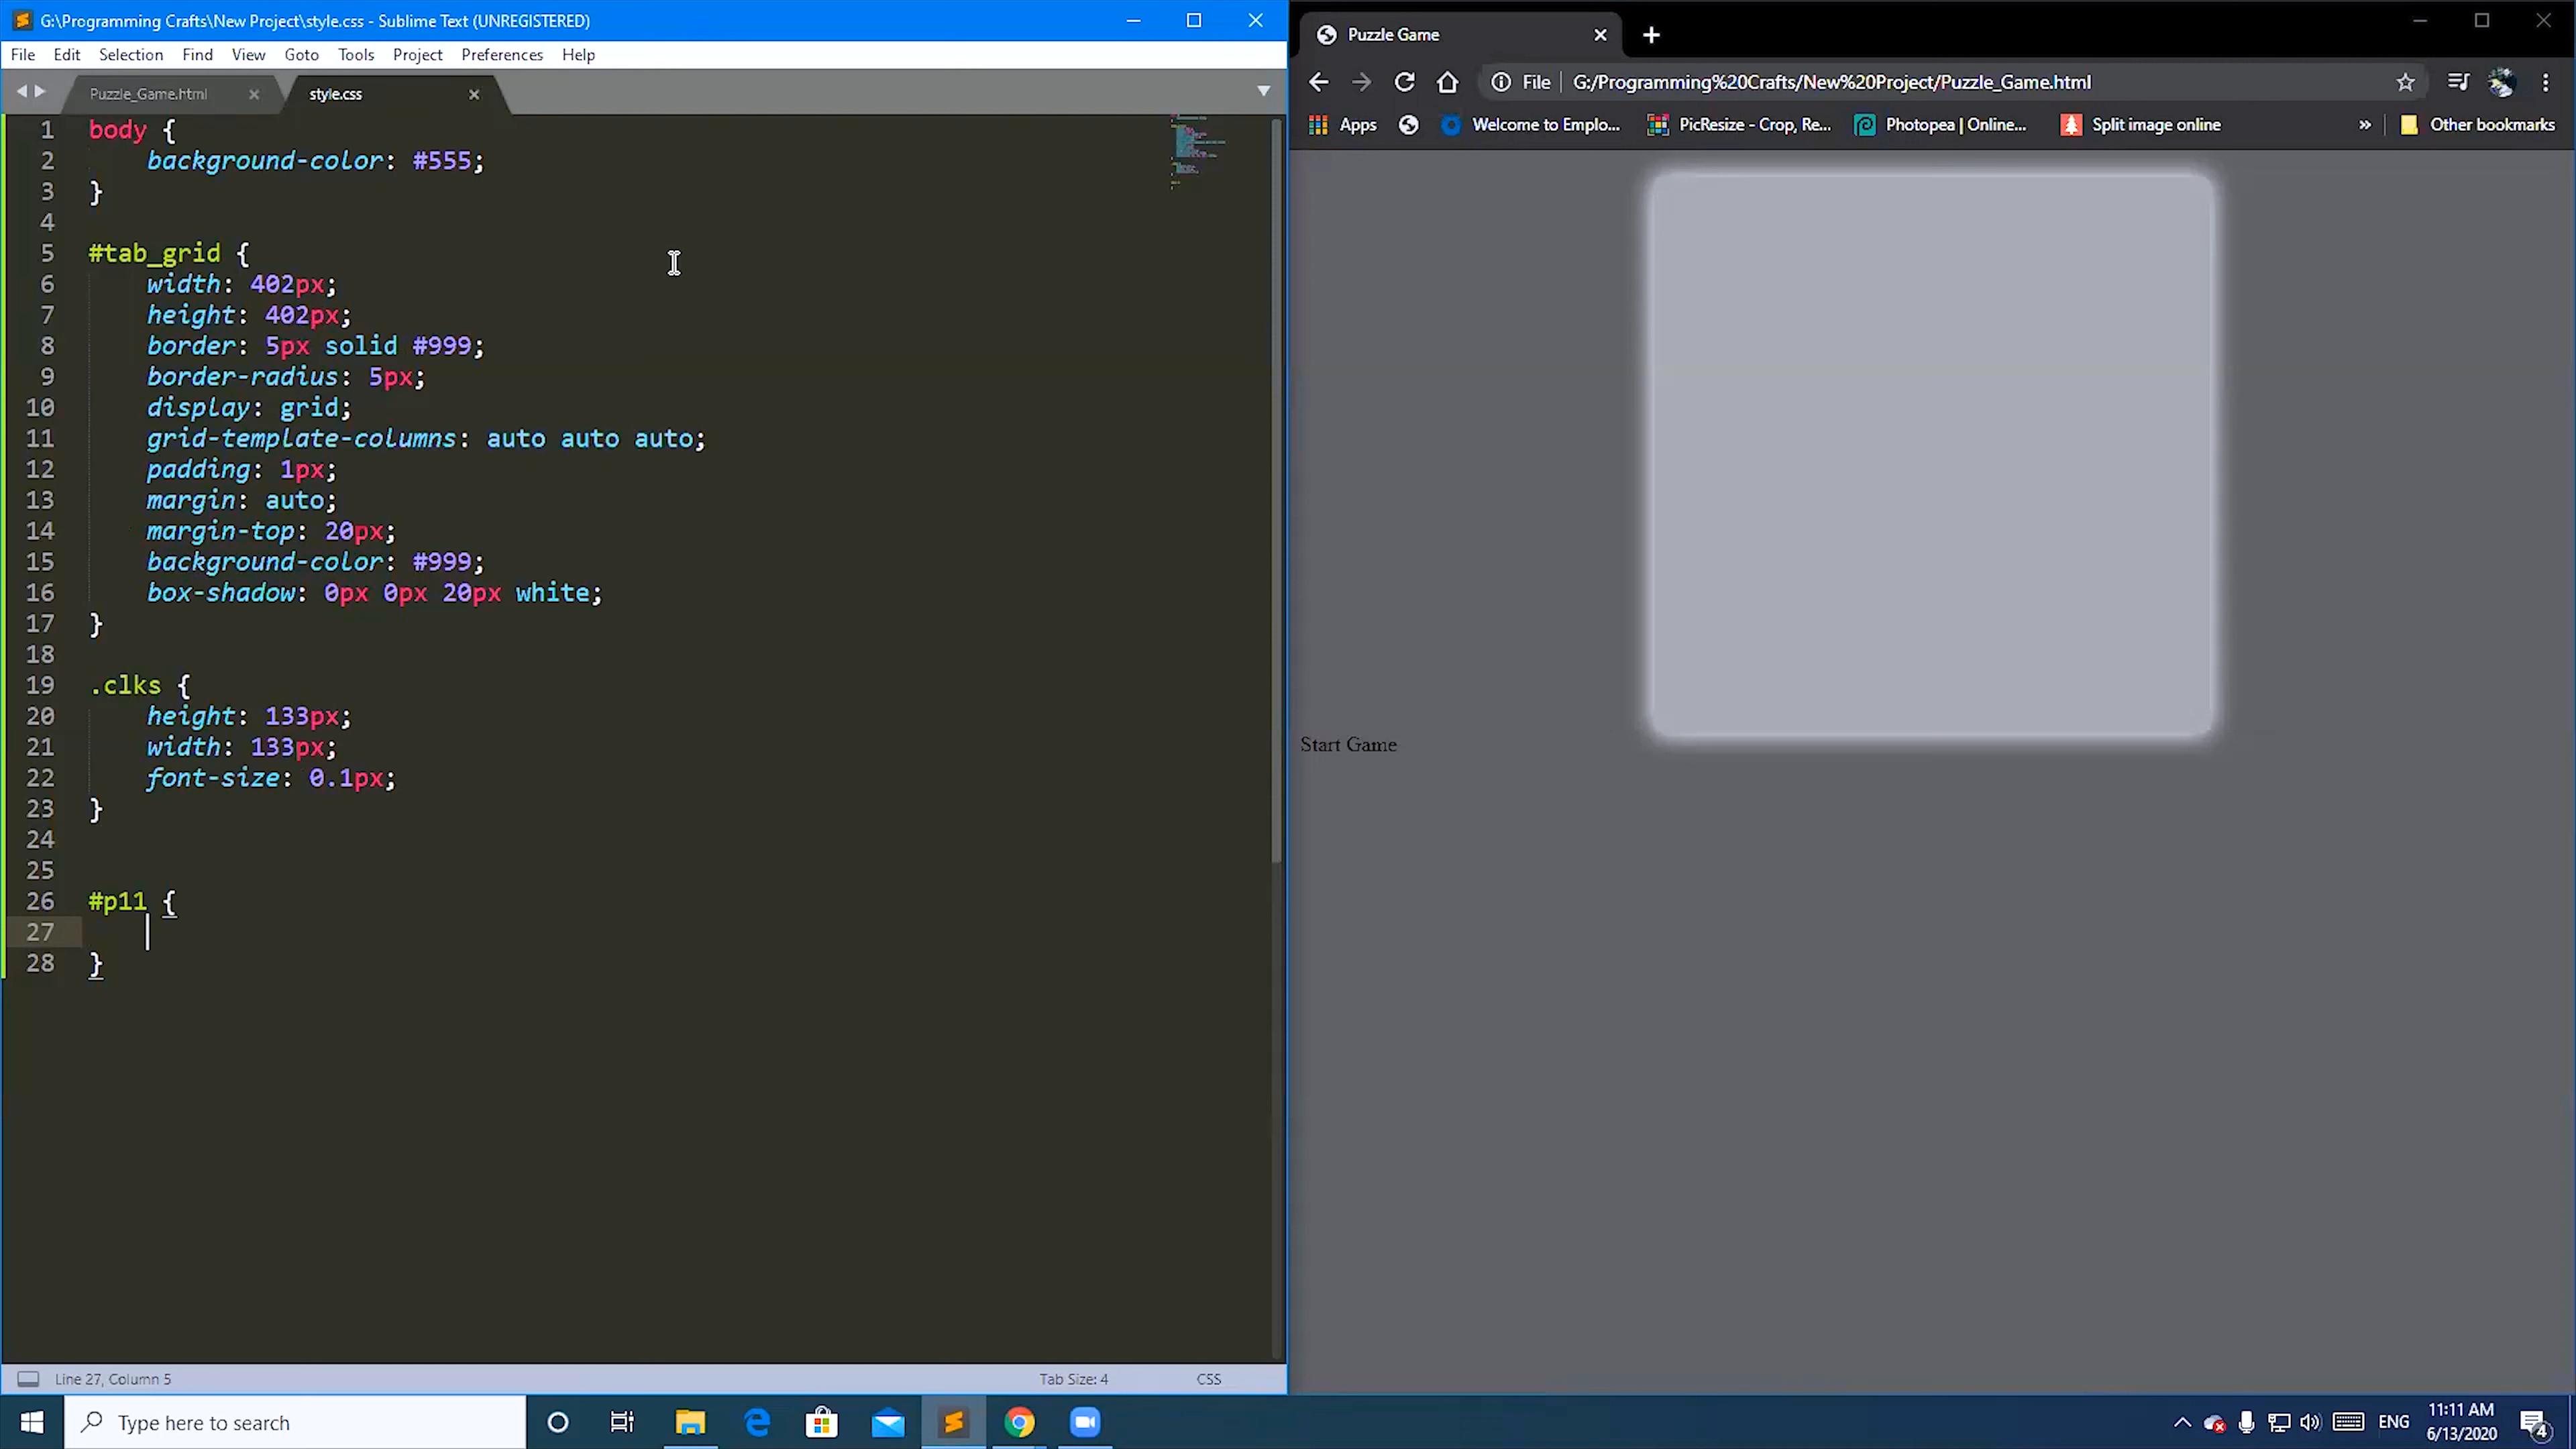 G:\Programming Crafts\New Project\style.css - Sublime Text (UNREGISTERED)
File Edit Selection Find View Goto Tools Project Preferences Help
Puzzle_Game.html
style.css
1 body {
2 background-color: #555;
3 }
4
5 #tab_grid {
6 width: 402px;
7 height: 402px;
8 border: 5px solid #999;
9 border-radius: 5px;
10 display: grid;
11 grid-template-columns: auto auto auto;
12 padding: 1px;
13 margin: auto;
14 margin-top: 20px;
15 background-color: #999;
16 box-shadow: 0px 0px 20px white;
17 }
18
19 .clks {
20 height: 133px;
21 width: 133px;
22 font-size: 0.1px;
23 }
24
25
26 #p11 {
27
28 }
Line 27, Column 5
Tab Size: 4
CSS
Puzzle Game
File G:/Programming%20Crafts/New%20Project/Puzzle_Game.html
Apps Welcome to Emplo... PicResize - Crop, Re... Photopea | Online... Split image online » Other bookmarks
Start Game
Type here to search
ENG
11:11 AM
6/13/2020
4